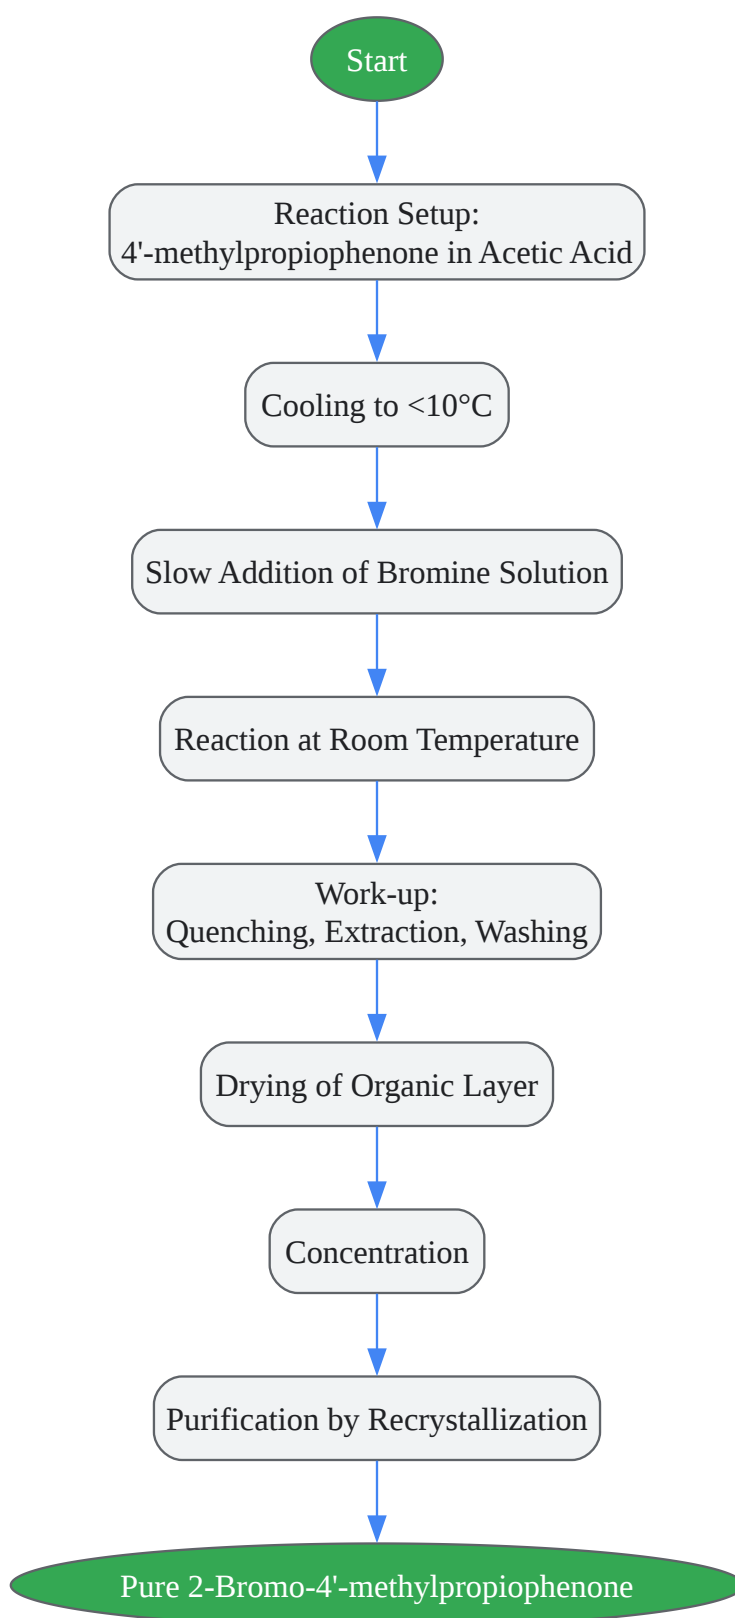 Start
Reaction Setup:
4'-methylpropiophenone in Acetic Acid
Cooling to <10°C
Slow Addition of Bromine Solution
Reaction at Room Temperature
Work-up:
Quenching, Extraction, Washing
Drying of Organic Layer
Concentration
Purification by Recrystallization
Pure 2-Bromo-4'-methylpropiophenone